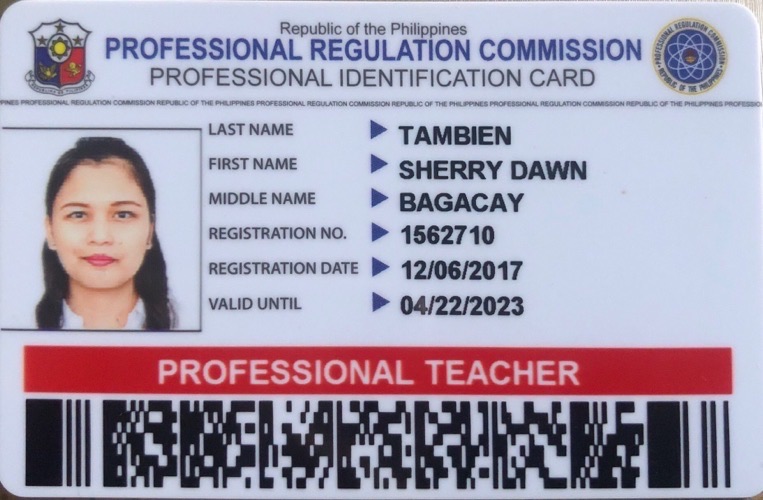 Republic of the Philippines
PROFESSIONAL REGULATION COMMISSION
PROFESSIONAL IDENTIFICATION CARD
PINES PROFESSIONAL REGULATION COMMISSION REPUBLIC OF THE PHILIPPINES PROFESSIONAL REGULATION COMMISSION REPUBLIC OF THE PHILIPPINES PROFESSIONAL REGULATION COMMISSION REPUBLIC OF THE PHILIPPINES PROFESSIO
LAST NAME TAMBIEN
FIRST NAME SHERRY DAWN
MIDDLE NAME BAGACAY
REGISTRATION NO. 1562710
REGISTRATION DATE 12/06/2017
VALID UNTIL 04/22/2023
PROFESSIONAL TEACHER